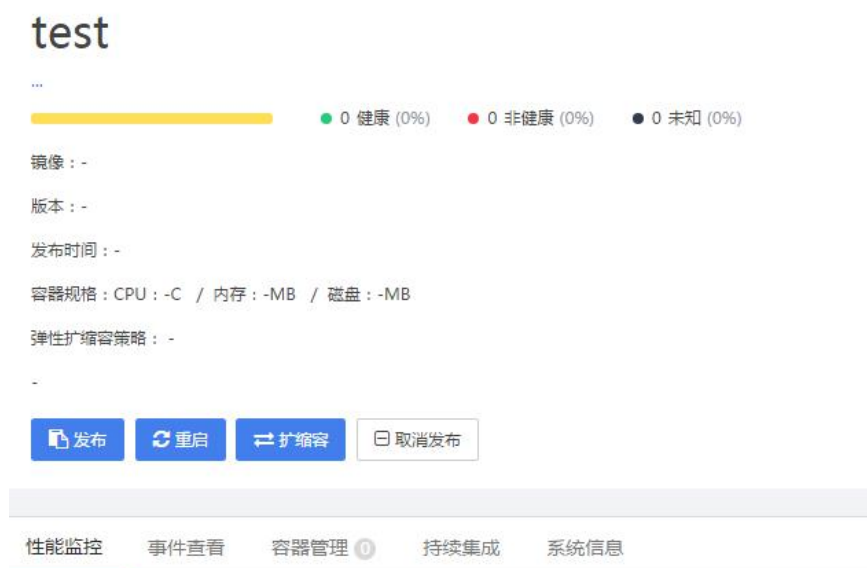 test
...
0 健康 (0%) 0 非健康 (0%) 0 未知 (0%)
镜像：-
版本：-
发布时间：-
容器规格：CPU：-C / 内存：-MB / 磁盘：-MB
弹性扩缩容策略： -
-
发布 重启 扩缩容 取消发布
性能监控 事件查看 容器管理 0 持续集成 系统信息